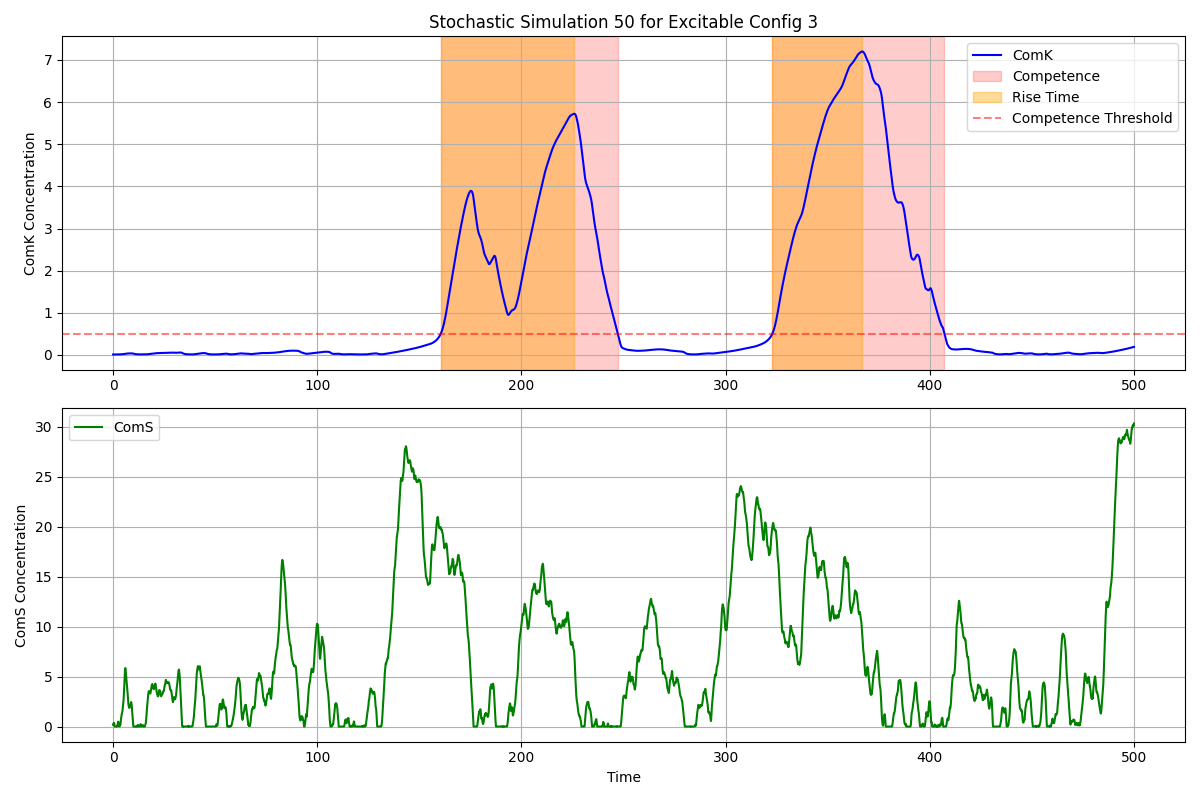 Stochastic Simulation 50 for Excitable Config 3
ComK Concentration
7
6
5
4
3
2
1
0
ComK
Competence
Rise Time
Competence Threshold
0 100 200 300 400 500
ComS Concentration
30
25
20
15
10
5
0
ComS
0 100 200 300 400 500
Time